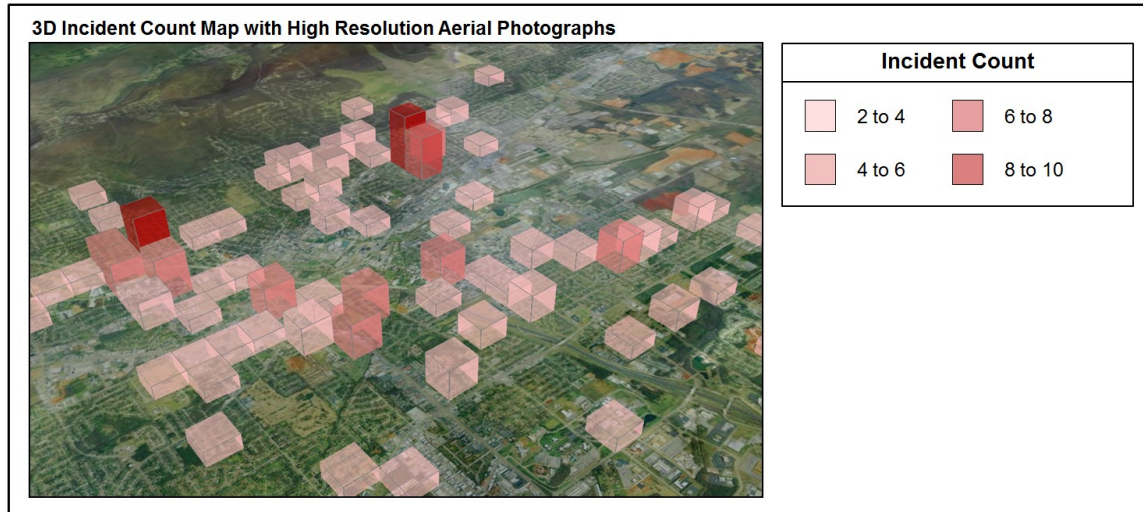 3D Incident Count Map with High Resolution Aerial Photographs
Incident Count
2 to 4
6 to 8
4 to 6
8 to 10